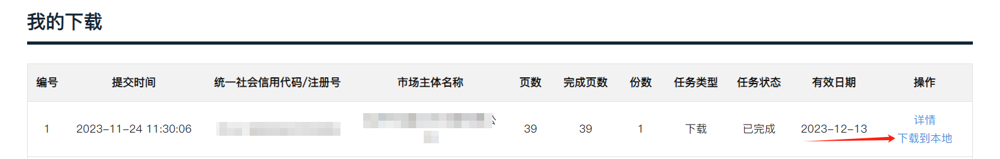 我的下载
编号 提交时间 统一社会信用代码/注册号 市场主体名称 页数 完成页数 份数 任务类型 任务状态 有效日期 操作
1 2023-11-24 11:30:06 39 39 1 下载 已完成 2023-12-13 详情
下载到本地